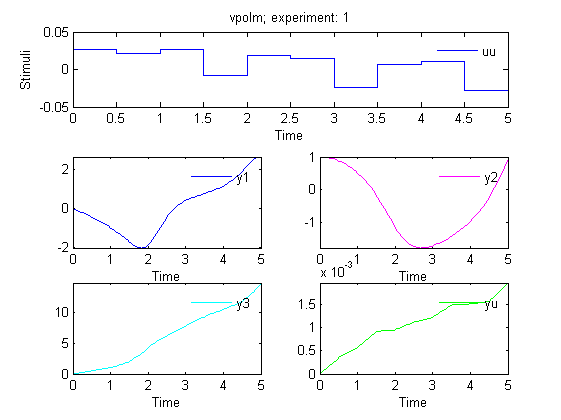 vpolm; experiment: 1
0.05
0
-0.05
Stimuli
uu
0 0.5 1 1.5 2 2.5 3 3.5 4 4.5 5
Time
2
0
-2
y1
0 1 2 3 4 5
Time
1
0
-1
y2
0 1 2 3 4 5
Time
10
5
0
y3
0 1 2 3 4 5
Time
x 10^-3
1.5
1
0.5
0
yu
0 1 2 3 4 5
Time